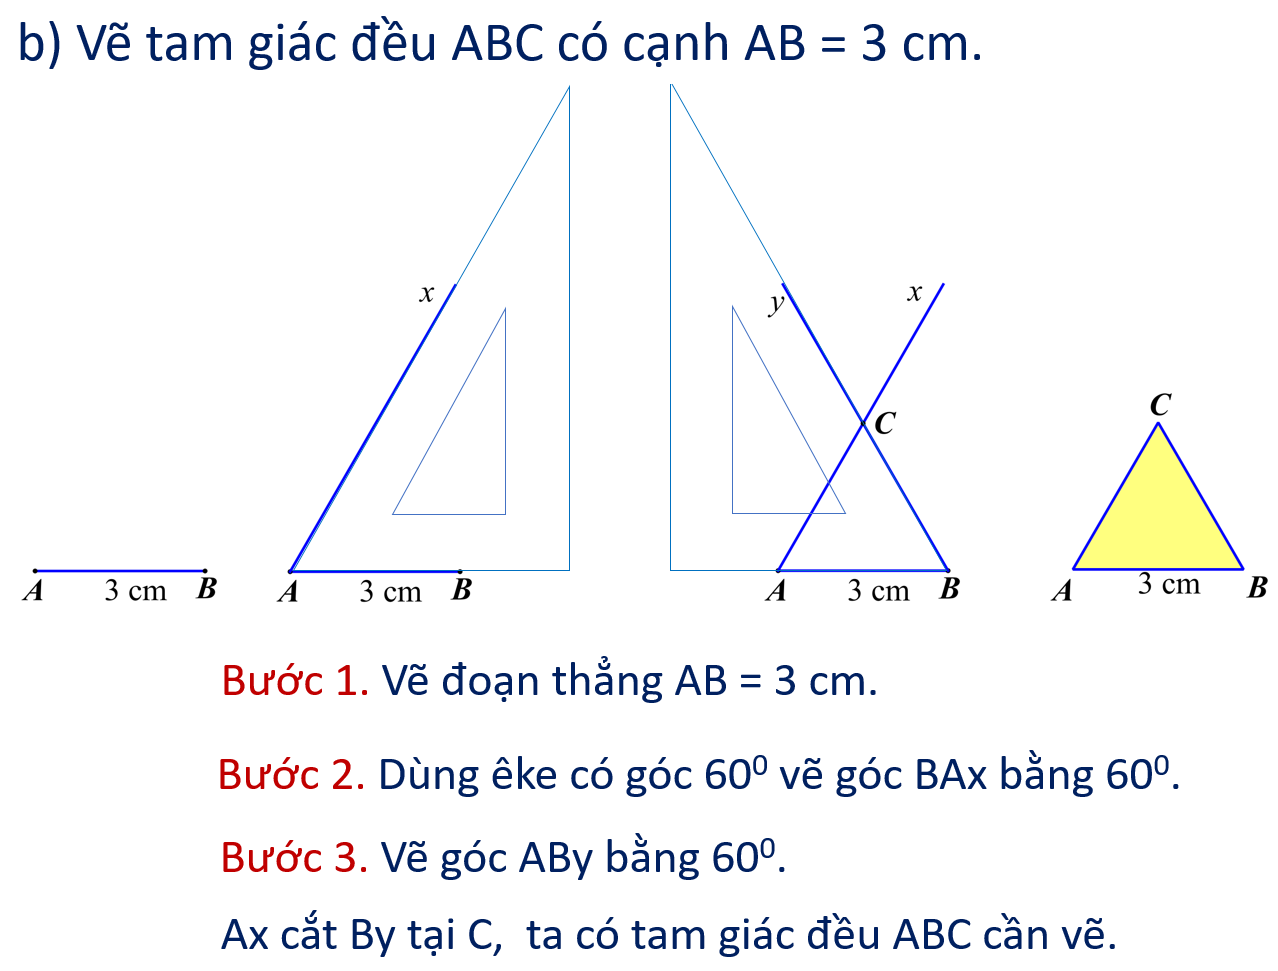 b) Vẽ tam giác đều ABC có cạnh AB = 3 cm.
x
y
x
C
C
A 3 cm B
A 3 cm B
A 3 cm B
A 3 cm B
Bước 1. Vẽ đoạn thẳng AB = 3 cm.
Bước 2. Dùng êke có góc 60⁰ vẽ góc BAx bằng 60⁰.
Bước 3. Vẽ góc ABy bằng 60⁰.
Ax cắt By tại C, ta có tam giác đều ABC cần vẽ.